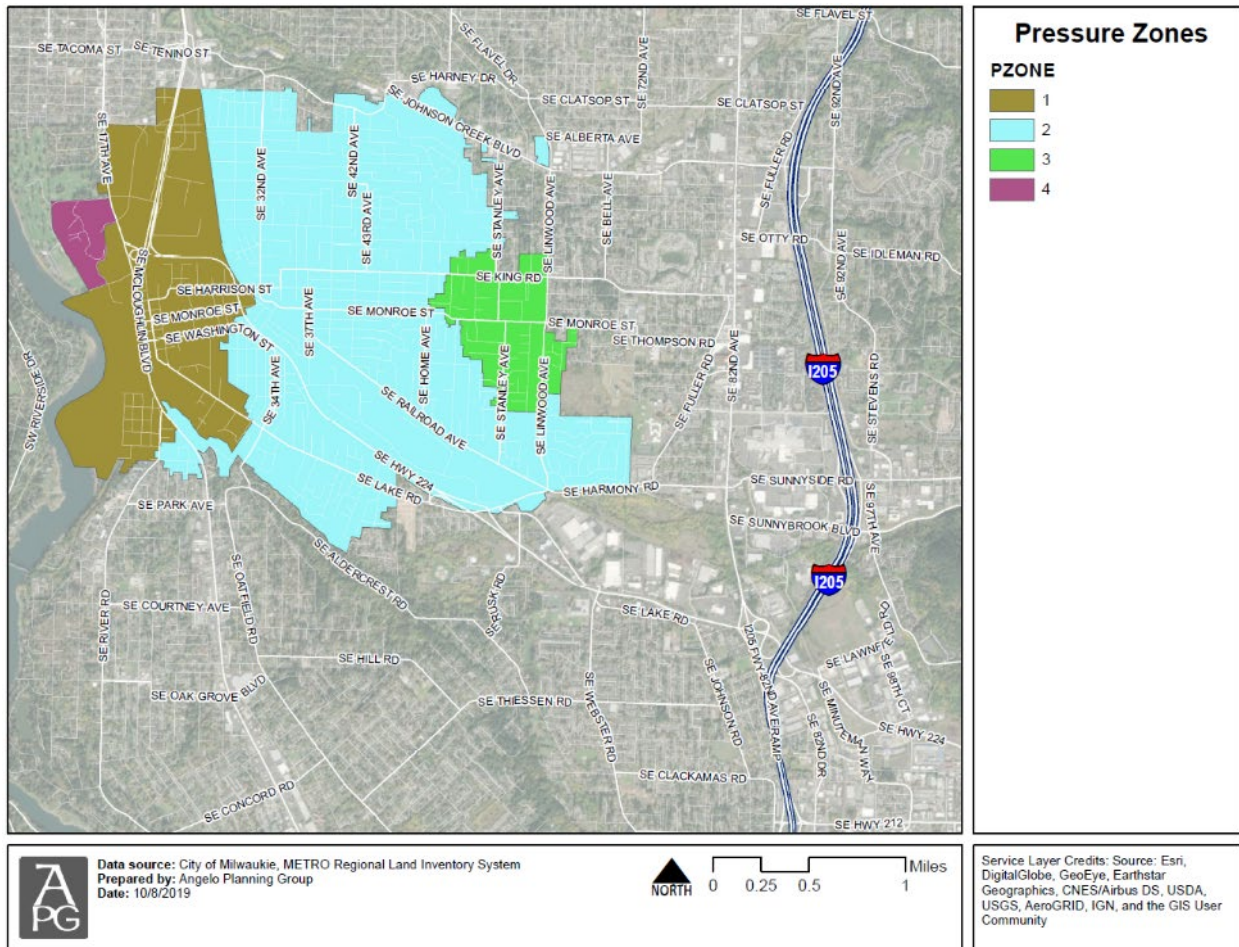 SE FLAVEL ST
SE TACOMA ST
SE TENINO ST
SE FLAVEL DR
SE HARNEY DR
SE 72ND AVE
SE 92ND AVE
SE CLATSOP ST
SE CLATSOP ST
SE JOHNSON CREEK BLVD
SE ALBERTA AVE
SE FULLER RD
SE 17TH AVE
SE 32ND AVE
SE 42ND AVE
SE 43RD AVE
SE STANLEY AVE
SE LINWOOD AVE
SE BELL AVE
SE OTTY RD
SE 92ND AVE
SE IDLEMAN RD
SE KING RD
SE MCLOUGHLIN BLVD
SE HARRISON ST
SE MONROE ST
SE WASHINGTON ST
SE 37TH AVE
SE MONROE ST
SE MONROE ST
SE THOMPSON RD
SW RIVERSIDE DR
SE 34TH AVE
SE HOME AVE
SE STANLEY AVE
SE LINWOOD AVE
SE FULLER RD
SE 82ND AVE
I205
SE STEVENS RD
SE RAILROAD AVE
SE HWY 224
SE LAKE RD
SE HARMONY RD
SE SUNNYSIDE RD
SE PARK AVE
SE SUNNYBROOK BLVD
SE 97TH AVE
SE ALDERCREST RD
I205
SE RIVER RD
SE COURTNEY AVE
SE OATFIELD RD
SE RUSK RD
SE LAKE RD
SE HILL RD
SE OAK GROVE BLVD
SE THIESSEN RD
SE WEBSTER RD
SE JOHNSON RD
I205 FWY-82ND AVE RAMP
SE 98TH CT
SE MINUTEMAN WAY
SE 82ND DR
SE HWY 224
SE CLACKAMAS RD
SE CONCORD RD
SE HWY 212
Pressure Zones
PZONE
1
2
3
4
APG
Data source: City of Milwaukie, METRO Regional Land Inventory System
Prepared by: Angelo Planning Group
Date: 10/8/2019
NORTH
Miles
0 0.25 0.5 1
Service Layer Credits: Source: Esri,
DigitalGlobe, GeoEye, Earthstar
Geographics, CNES/Airbus DS, USDA,
USGS, AeroGRID, IGN, and the GIS User
Community